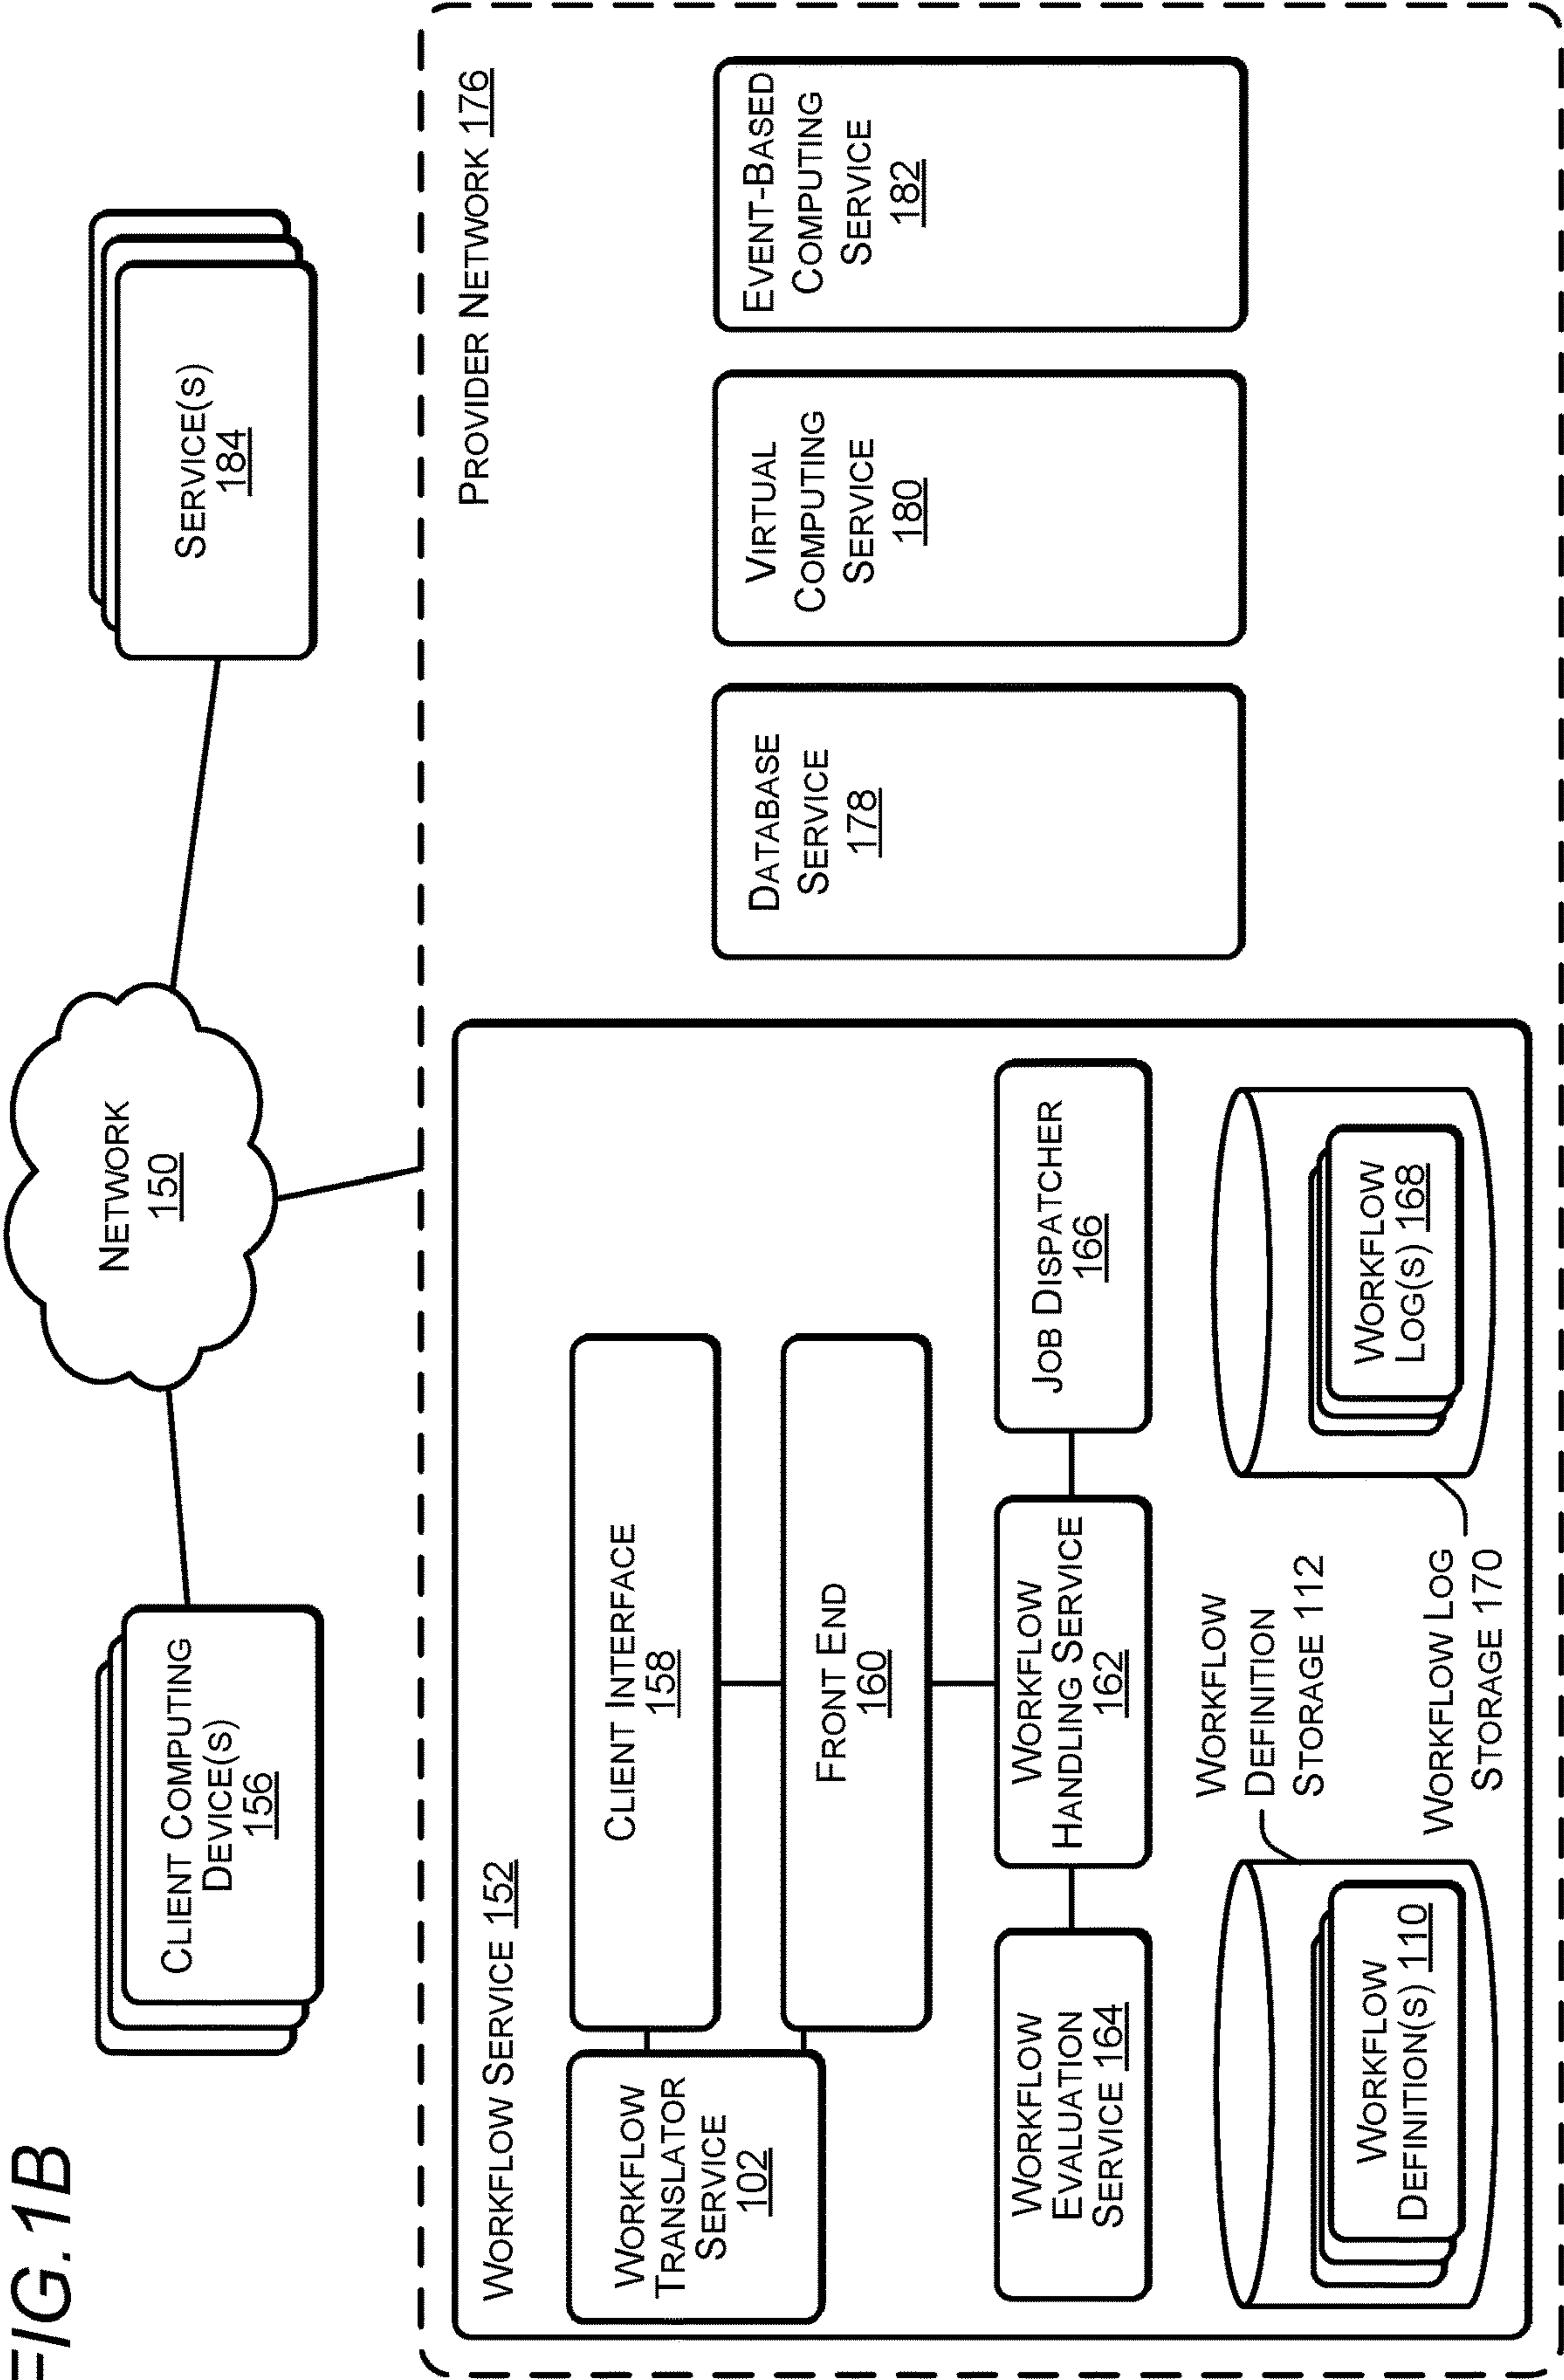 FIG.1B
CLIENT COMPUTING
DEVICE(S)
156
NETWORK
150
SERVICE(S)
184
PROVIDER NETWORK 176
WORKFLOW SERVICE 152
WORKFLOW
TRANSLATOR
SERVICE
102
CLIENT INTERFACE
158
FRONT END
160
WORKFLOW
EVALUATION
SERVICE 164
WORKFLOW
HANDLING SERVICE
162
JOB DISPATCHER
166
WORKFLOW
DEFINITION(S) 110
WORKFLOW
DEFINITION
STORAGE 112
WORKFLOW LOG
STORAGE 170
WORKFLOW
LOG(S) 168
DATABASE
SERVICE
178
VIRTUAL
COMPUTING
SERVICE
180
EVENT-BASED
COMPUTING
SERVICE
182